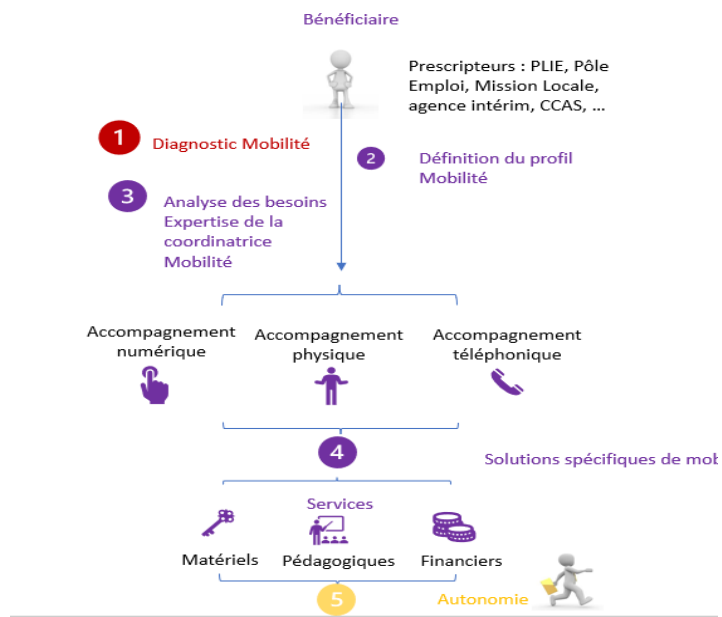 Bénéficiaire
Prescripteurs : PLIE, Pôle
Emploi, Mission Locale,
agence intérim, CCAS, ...
1
Diagnostic Mobilité
2
Définition du profil
Mobilité
3
Analyse des besoins
Expertise de la
coordinatrice
Mobilité
Accompagnement
numérique
Accompagnement
physique
Accompagnement
téléphonique
4
Solutions spécifiques de mob
Services
Matériels
Pédagogiques
Financiers
5
Autonomie